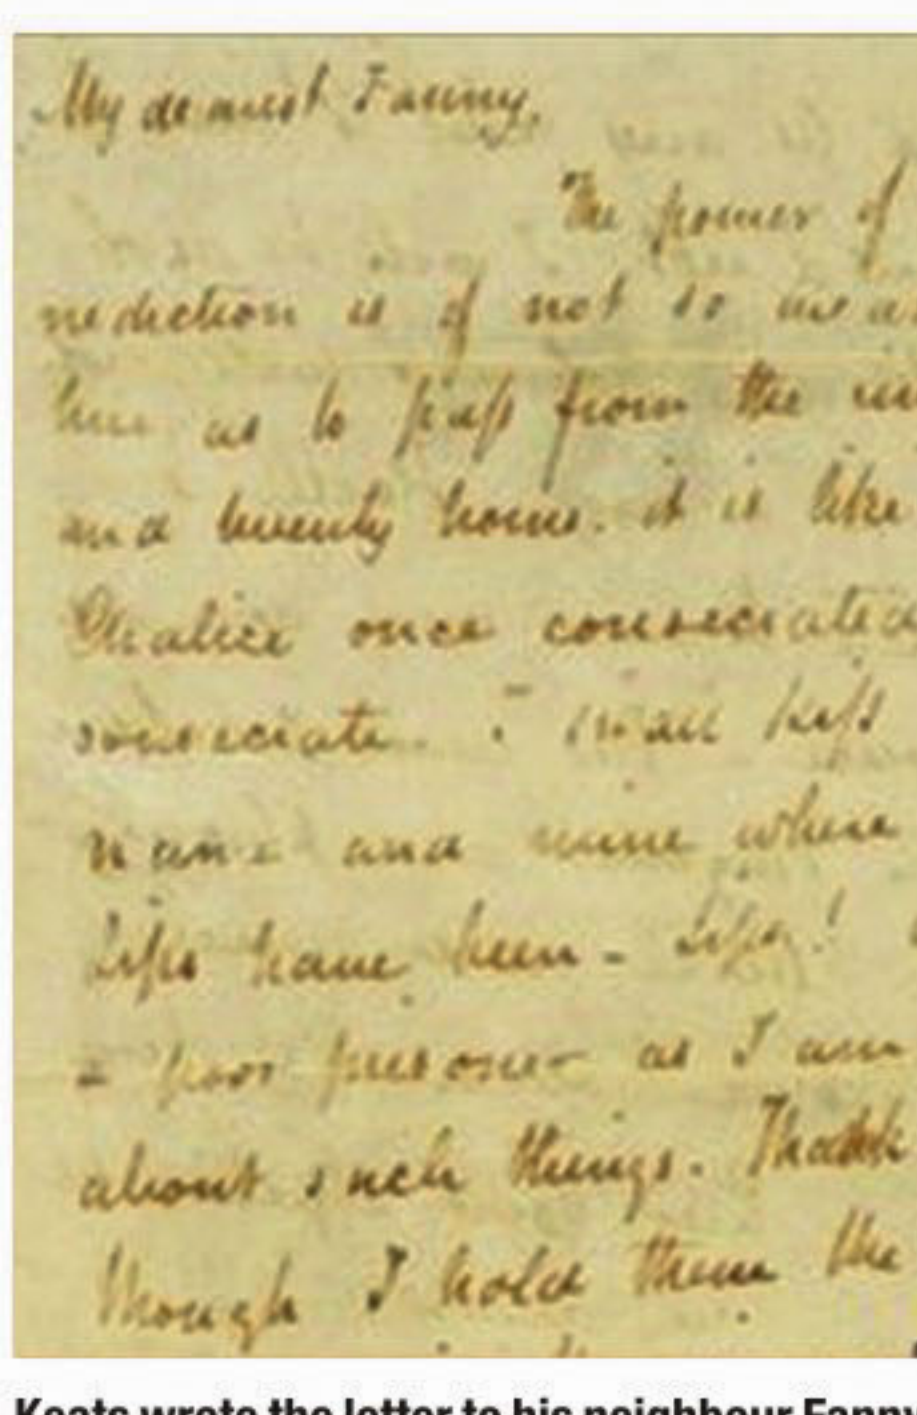 My dearest Fanny,
The power of
nediction is of not so
as to pass from the
and twenty hours. it is like
Chalice once consecrated
consecrate. I shall kiss
name and mine where
Lips have been - Lips!
a poor prisoner as I am
about such things. Thank
though I hold them the
Keats wrote the letter to his neighbour Fanny